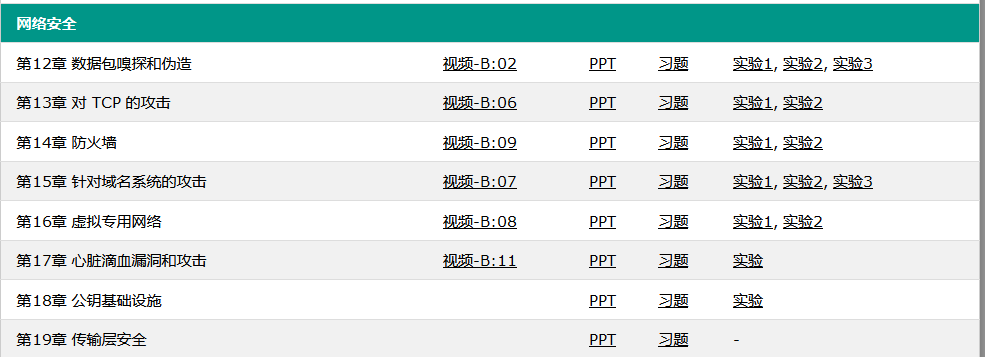 网络安全
第12章 数据包嗅探和伪造 视频-B:02 PPT 习题 实验1, 实验2, 实验3
第13章 对 TCP 的攻击 视频-B:06 PPT 习题 实验1, 实验2
第14章 防火墙 视频-B:09 PPT 习题 实验1, 实验2
第15章 针对域名系统的攻击 视频-B:07 PPT 习题 实验1, 实验2, 实验3
第16章 虚拟专用网络 视频-B:08 PPT 习题 实验1, 实验2
第17章 心脏滴血漏洞和攻击 视频-B:11 PPT 习题 实验
第18章 公钥基础设施 PPT 习题 实验
第19章 传输层安全 PPT 习题 -